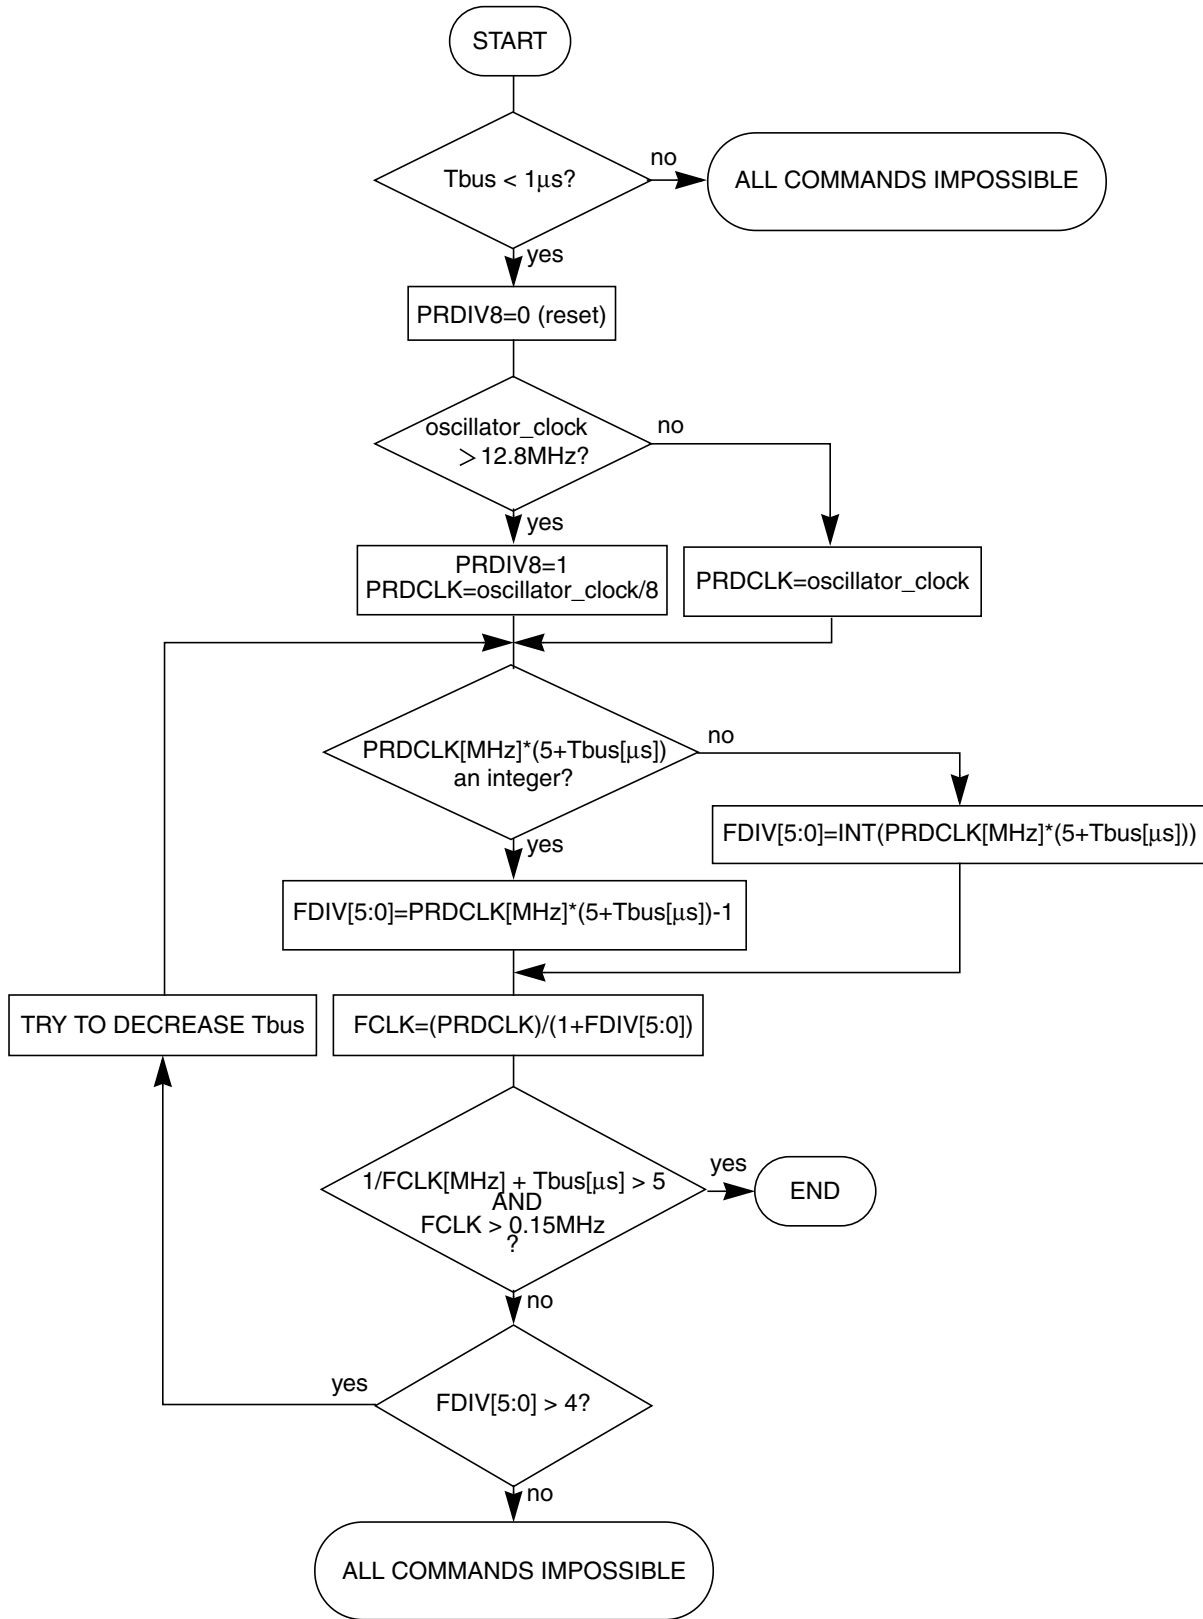 START
Tbus < 1μs?
no
ALL COMMANDS IMPOSSIBLE
yes
PRDIV8=0 (reset)
oscillator_clock
> 12.8MHz?
no
yes
PRDIV8=1
PRDCLK=oscillator_clock/8
PRDCLK=oscillator_clock
PRDCLK[MHz]*(5+Tbus[μs])
an integer?
no
yes
FDIV[5:0]=INT(PRDCLK[MHz]*(5+Tbus[μs]))
FDIV[5:0]=PRDCLK[MHz]*(5+Tbus[μs])-1
TRY TO DECREASE Tbus
FCLK=(PRDCLK)/(1+FDIV[5:0])
1/FCLK[MHz] + Tbus[μs] > 5
AND
FCLK > 0.15MHz
?
yes
END
no
FDIV[5:0] > 4?
yes
no
ALL COMMANDS IMPOSSIBLE